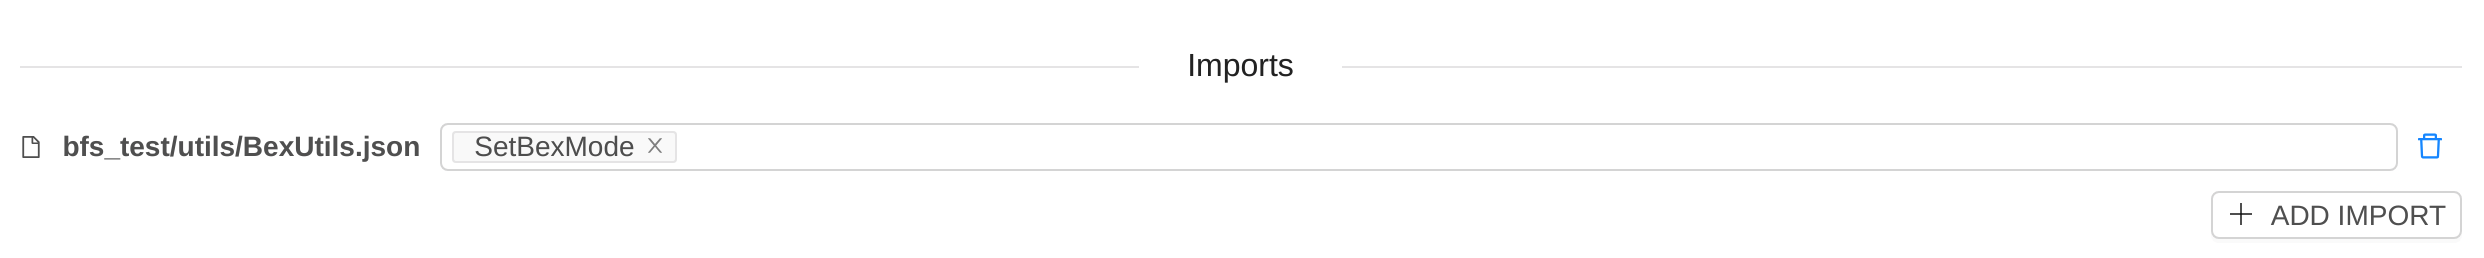 Imports
bfs_test/utils/BexUtils.json SetBexMode
ADD IMPORT